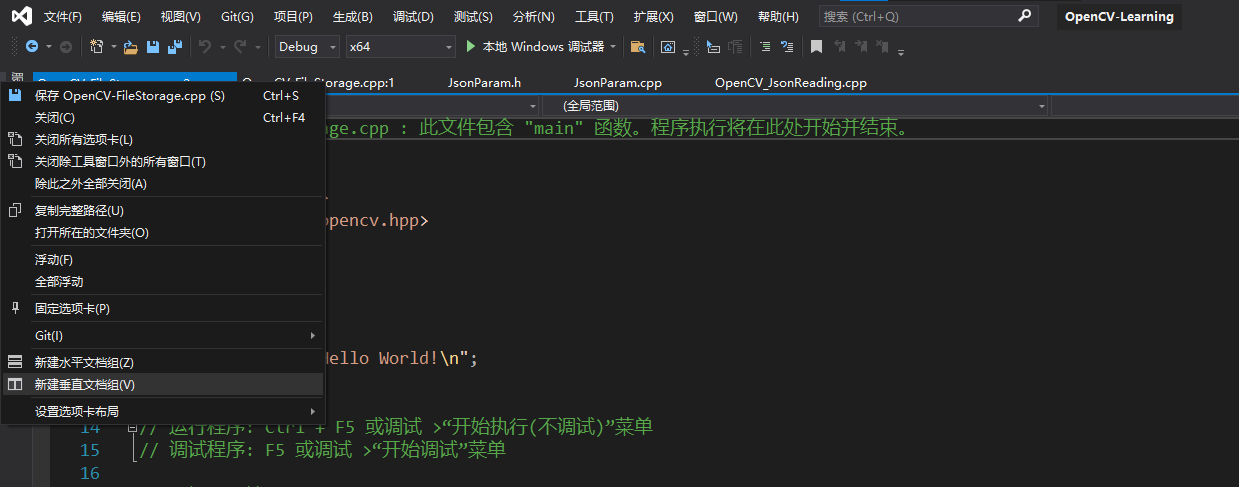 文件(F) 编辑(E) 视图(V) Git(G) 项目(P) 生成(B) 调试(D) 测试(S) 分析(N) 工具(T) 扩展(X) 窗口(W) 帮助(H) 搜索 (Ctrl+Q) OpenCV-Learning
Debug x64 本地 Windows 调试器
Storage.cpp:1 JsonParam.h JsonParam.cpp OpenCV_JsonReading.cpp
保存 OpenCV-FileStorage.cpp (S) Ctrl+S
(全局范围)
关闭(C) Ctrl+F4
age.cpp : 此文件包含 "main" 函数。程序执行将在此处开始并结束。
关闭所有选项卡(L)
关闭除工具窗口外的所有窗口(T)
除此之外全部关闭(A)
复制完整路径(U)
opencv.hpp>
打开所在的文件夹(O)
浮动(F)
全部浮动
固定选项卡(P)
Git(I)
新建水平文档组(Z)
ello World!\n";
新建垂直文档组(V)
设置选项卡布局
14 // 运行程序: Ctrl + F5 或调试 >“开始执行(不调试)”菜单
15 // 调试程序: F5 或调试 >“开始调试”菜单
16